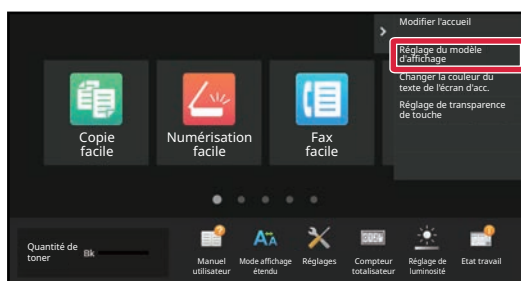 Modifier l'accueil
Réglage du modèle
d'affichage
Changer la couleur du
texte de l'écran d'acc.
Réglage de transparence
de touche
Copie
facile
Numérisation
facile
Fax
facile
Quantité de
toner
Bk
Manuel
utilisateur
Mode affichage
étendu
Réglages
Compteur
totalisateur
Réglage de
luminosité
Etat travail